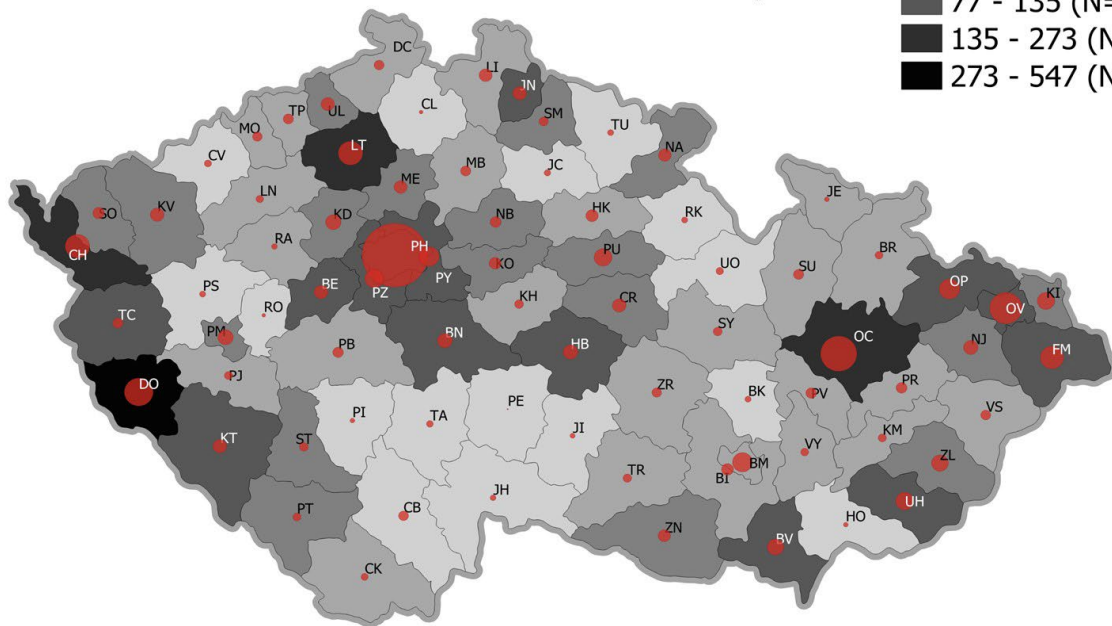 77 - 135 (N=
135 - 273 (N
273 - 547 (N
DC
LI
JN
TP
UL
CL
SM
TU
MO
LT
NA
CV
MB
JC
ME
LN
JE
SO
KV
KD
NB
HK
RK
RA
PH
BR
CH
PU
PY
KO
UO
SU
PS
BE
PZ
OP
KI
RO
KH
CR
OV
TC
PM
BN
SY
OC
NJ
PB
HB
FM
PJ
DO
ZR
BK
PV
PR
PI
TA
PE
VS
KT
ST
JI
VY
KM
BM
ZL
BI
TR
JH
PT
CB
UH
HO
ZN
BV
CK